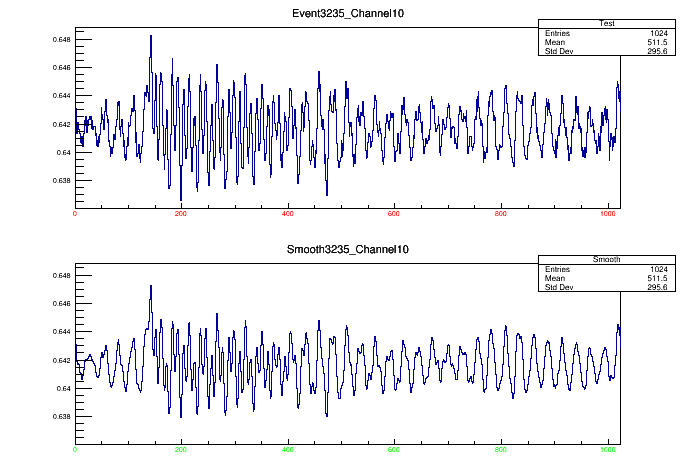 Event3235_Channel10
Test
Entries 1024
Mean 511.5
Std Dev 295.6
0.648
0.646
0.644
0.642
0.64
0.638
0 200 400 600 800 1000
Smooth3235_Channel10
Smooth
Entries 1024
Mean 511.5
Std Dev 295.6
0.648
0.646
0.644
0.642
0.64
0.638
0 200 400 600 800 1000